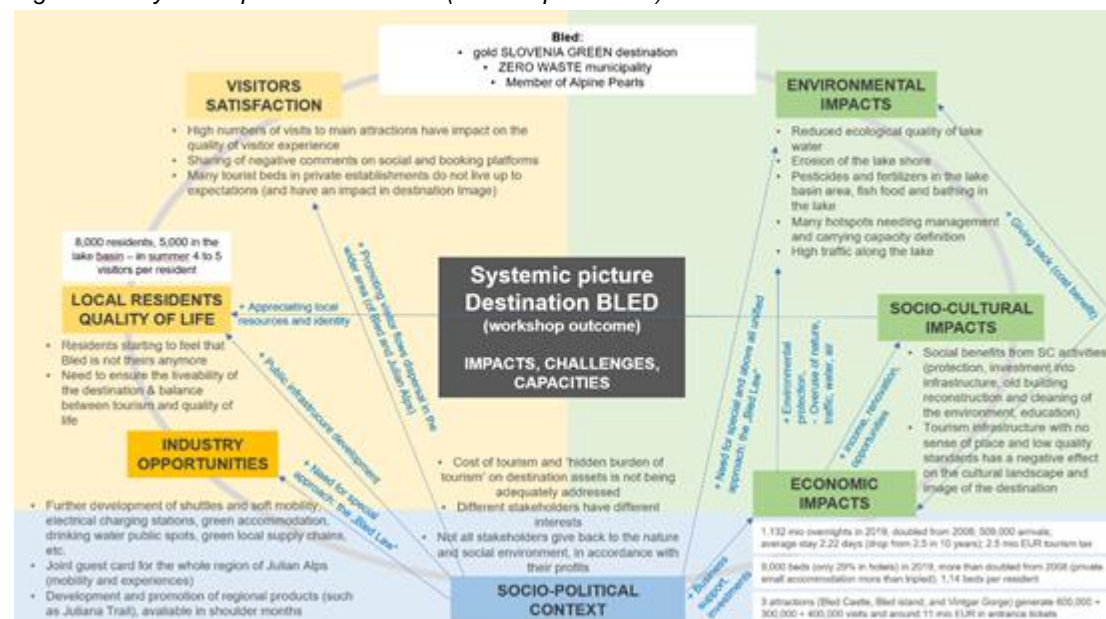 Bled:
• gold SLOVENIA GREEN destination
• ZERO WASTE municipality
• Member of Alpine Pearls
VISITORS
SATISFACTION
• High numbers of visits to main attractions have impact on the
quality of visitor experience
• Sharing of negative comments on social and booking platforms
• Many tourist beds in private establishments do not live up to
expectations (and have an impact in destination Image)
ENVIRONMENTAL
IMPACTS
• Reduced ecological quality of lake
water
• Erosion of the lake shore
• Pesticides and fertilizers in the lake
basin area, fish food and bathing in
the lake
• Many hotspots needing management
and carrying capacity definition
• High traffic along the lake
8,000 residents, 5,000 in the
lake basin – in summer 4 to 5
visitors per resident
LOCAL RESIDENTS
QUALITY OF LIFE
• Residents starting to feel that
Bled is not theirs anymore
• Need to ensure the liveability of
the destination & balance
between tourism and quality of
life
+ Appreciating local
resources and identity
+ Promoting visitor flows dispersal in the
wider area (of Bled and Julian Alps)
+ Public infrastructure development
+ Need for special
approach: the „Bled Law"
Systemic picture
Destination BLED
(workshop outcome)
IMPACTS, CHALLENGES,
CAPACITIES
+ Need for special and above all unified
approach: the „Bled Law"
+ Environmental
protection,
- Overuse of nature,
traffic, water, air
+ Income, renovation,
opportunities
+ Giving back (cost benefit)
SOCIO-CULTURAL
IMPACTS
• Social benefits from SC activities
(protection, investment into
infrastructure, old building
reconstruction and cleaning of
the environment, education)
• Tourism infrastructure with no
sense of place and low quality
standards has a negative effect
on the cultural landscape and
image of the destination
INDUSTRY
OPPORTUNITIES
• Further development of shuttles and soft mobility,
electrical charging stations, green accommodation,
drinking water public spots, green local supply chains,
etc.
• Joint guest card for the whole region of Julian Alps
(mobility and experiences)
• Development and promotion of regional products (such
as Juliana Trail), available in shoulder months
• Cost of tourism and 'hidden burden of
tourism' on destination assets is not being
adequately addressed
• Different stakeholders have different
interests
Not all stakeholders give back to the nature
and social environment, in accordance with
their profits
SOCIO-POLITICAL
CONTEXT
+ Business
support,
investments
ECONOMIC
IMPACTS
1,132 mio overnights in 2019, doubled from 2008; arrivals;
average stay 2.22 days (drop from 2,5 in 10 years); 2.5 mio EUR tourism tax
beds (only 29% in hotels) in 2019, more than doubled from 2008 (private
small accommodation more than tripled); 1,14 beds per resident
3 attractions (Bled Castle, Bled island, and Vintgar Gorge) generate 600,000 +
300,000 + 400,000 visits and around 11 mio EUR in entrance tickets